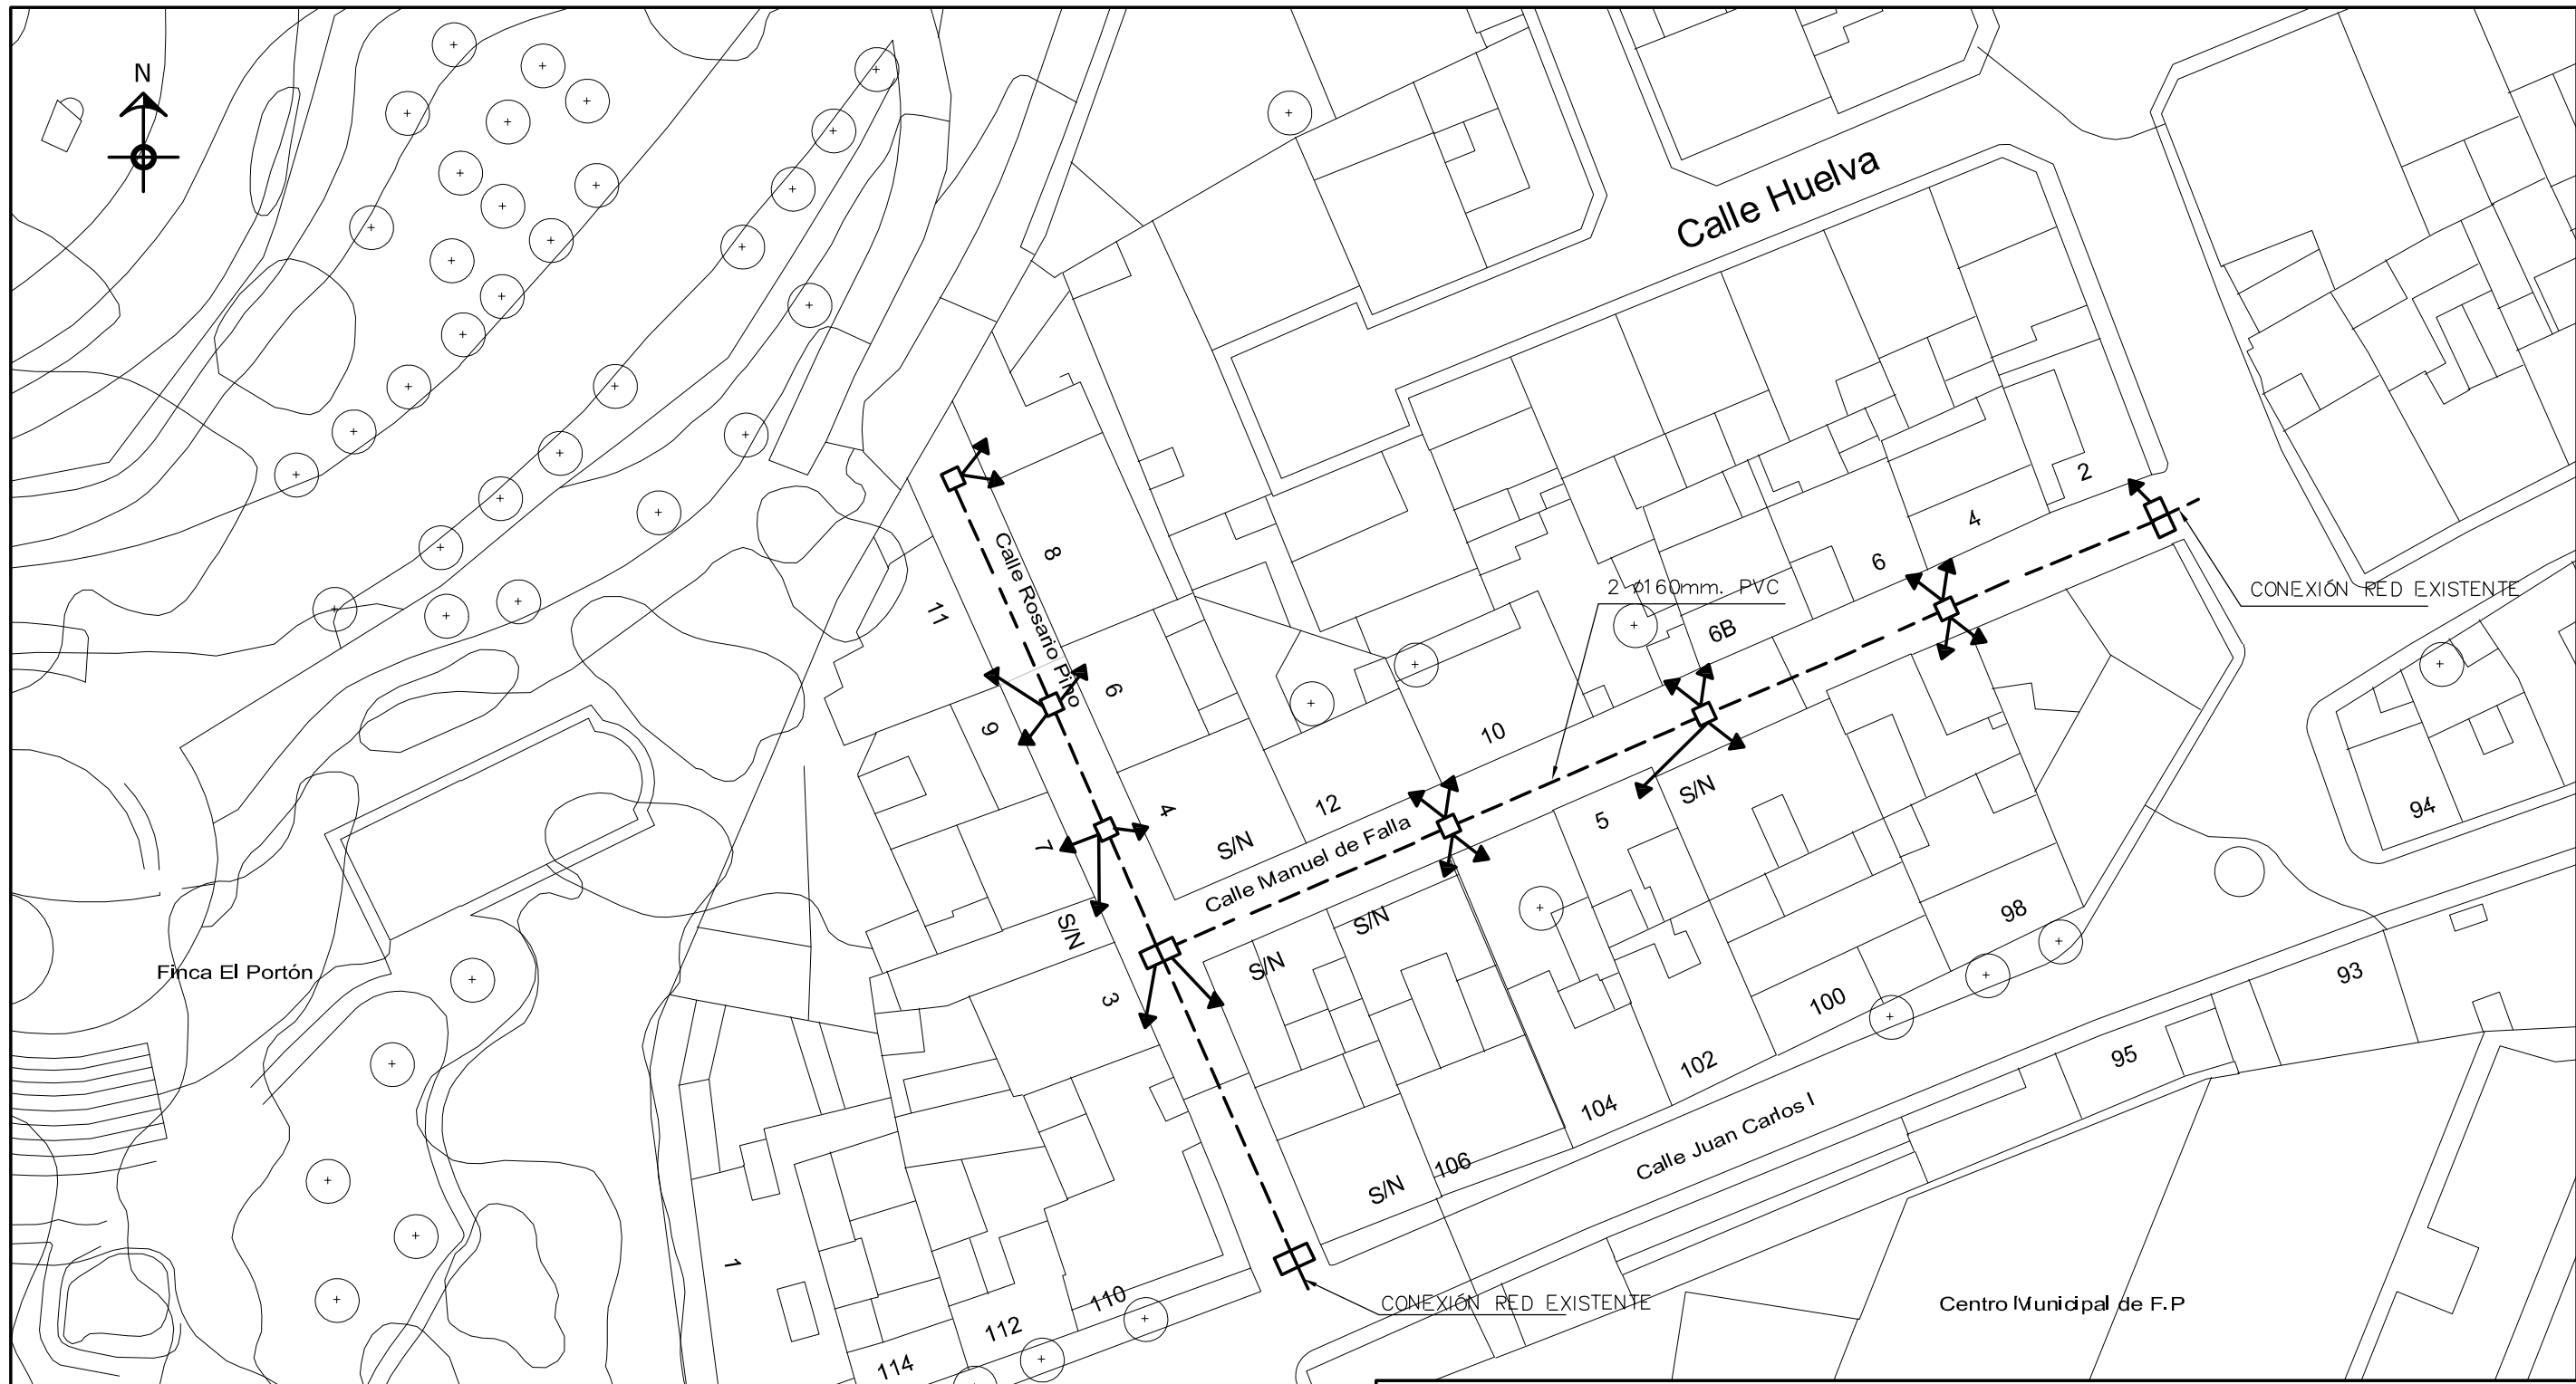 N
Calle Huelva
2
4
6
CONEXIÓN RED EXISTENTE
2 ø160mm. PVC
6B
8
Calle Rosario Pino
11
6
9
10
4
12
7
S/N
5
S/N
Calle Manuel de Falla
94
S/N
S/N
S/N
98
3
93
Finca El Portón
100
95
102
104
Calle Juan Carlos I
106
S/N
1
110
CONEXIÓN RED EXISTENTE
Centro Municipal de F.P
112
114